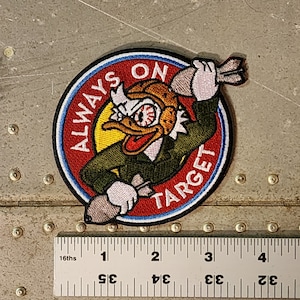 ALWAYS ON
TARGET
16ths 1 2 3 4
35 34 33 32